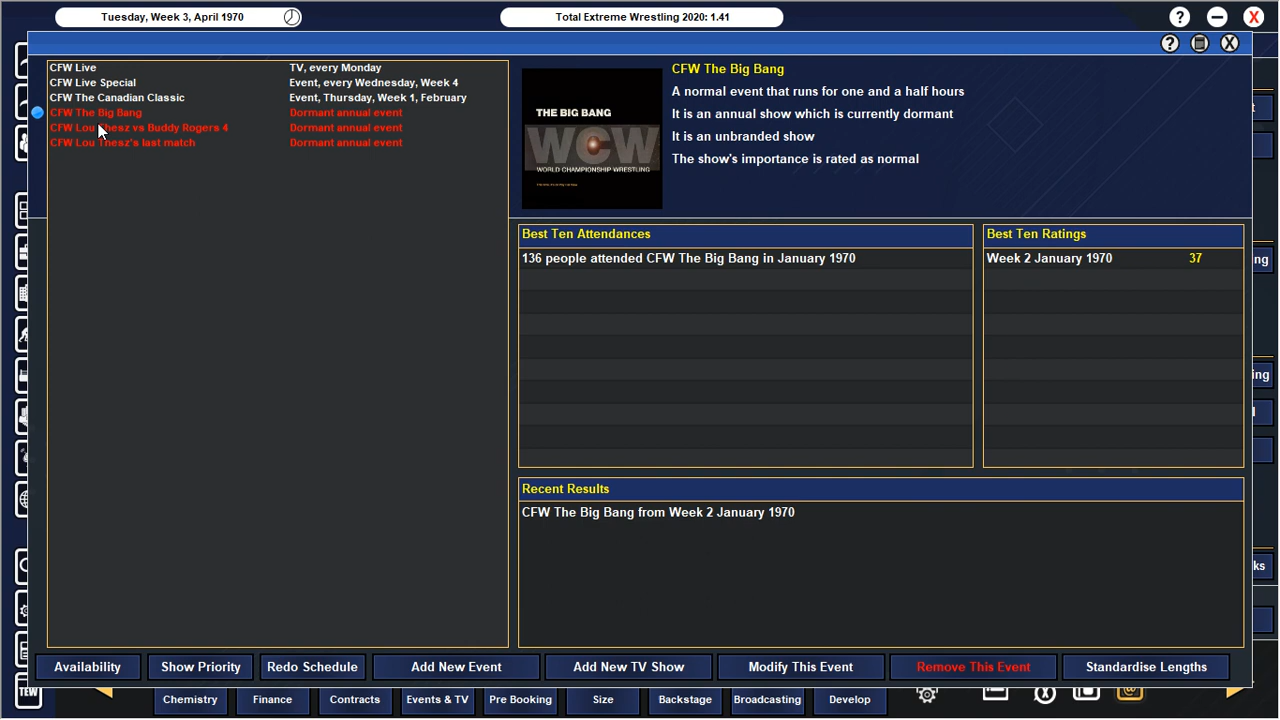 Tuesday, Week 3, April 1970
Total Extreme Wrestling 2020: 1.41
CFW Live TV, every Monday
CFW Live Special Event, every Wednesday, Week 4
CFW The Canadian Classic Event, Thursday, Week 1, February
CFW The Big Bang Dormant annual event
CFW Lou Thesz vs Buddy Rogers 4 Dormant annual event
CFW Lou Thesz's last match Dormant annual event
THE BIG BANG
WCW
WORLD CHAMPIONSHIP WRESTLING
CFW The Big Bang
A normal event that runs for one and a half hours
It is an annual show which is currently dormant
It is an unbranded show
The show's importance is rated as normal
Best Ten Attendances
136 people attended CFW The Big Bang in January 1970
Best Ten Ratings
Week 2 January 1970 37
Recent Results
CFW The Big Bang from Week 2 January 1970
Availability
Show Priority
Redo Schedule
Add New Event
Add New TV Show
Modify This Event
Remove This Event
Standardise Lengths
TEW
Chemistry
Finance
Contracts
Events & TV
Pre Booking
Size
Backstage
Broadcasting
Develop